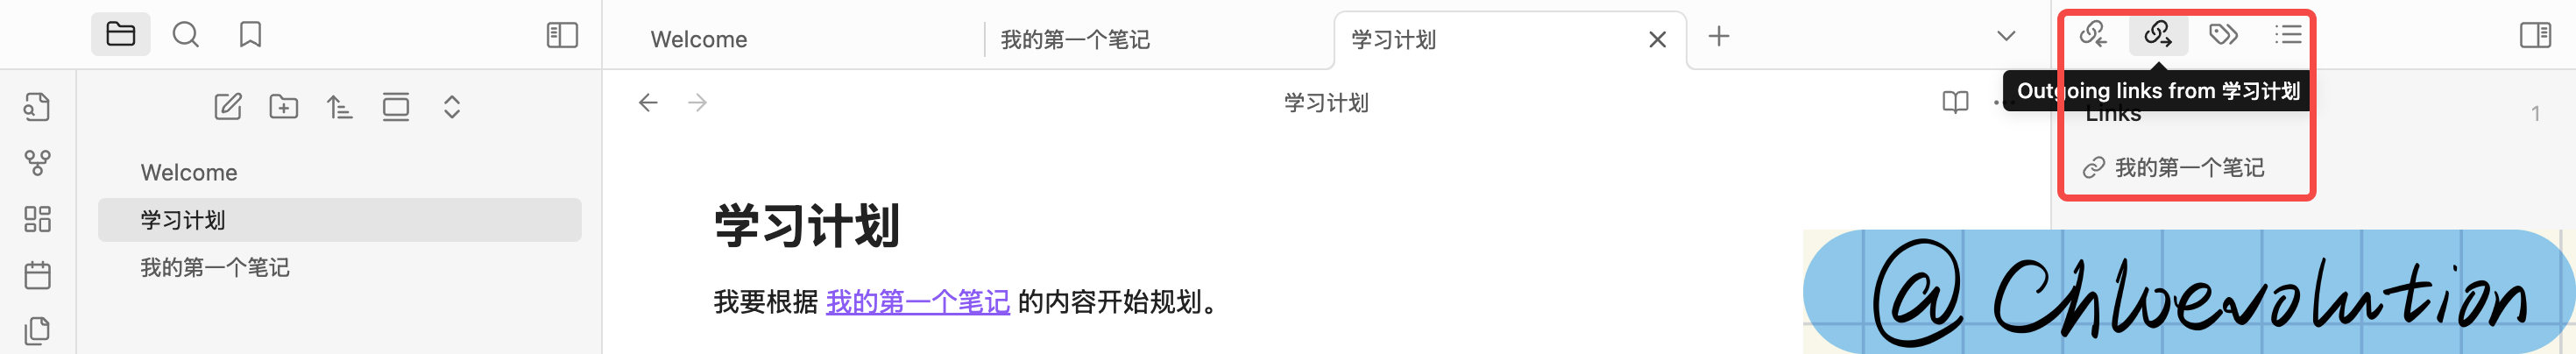 Welcome
我的第一个笔记
学习计划
学习计划
Outgoing links from 学习计划
Links
1
Welcome
学习计划
我的第一个笔记
我的第一个笔记
学习计划
我要根据 我的第一个笔记 的内容开始规划。
@Chloevolution